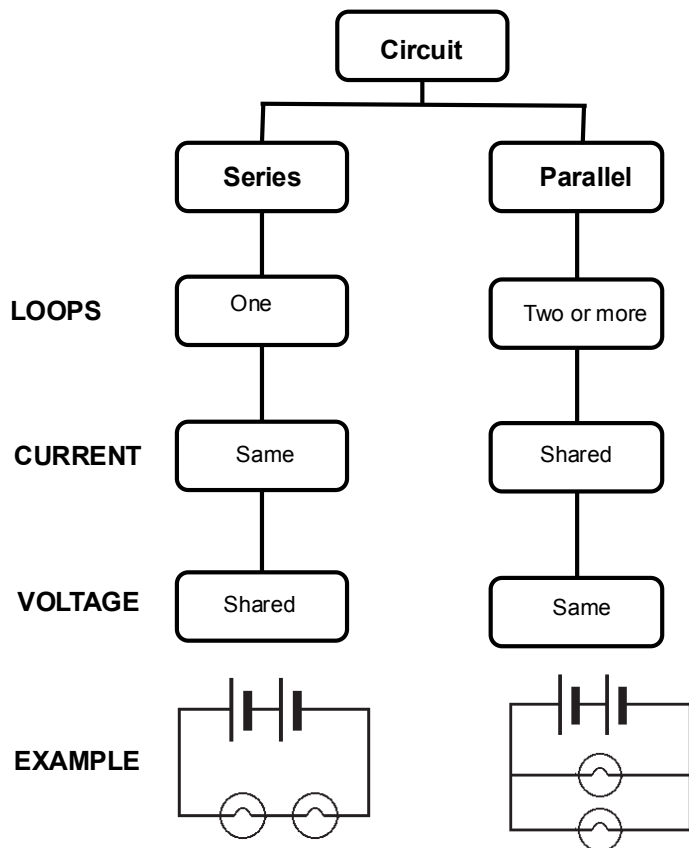 Circuit
Series Parallel
LOOPS One Two or more
CURRENT Same Shared
VOLTAGE Shared Same
EXAMPLE